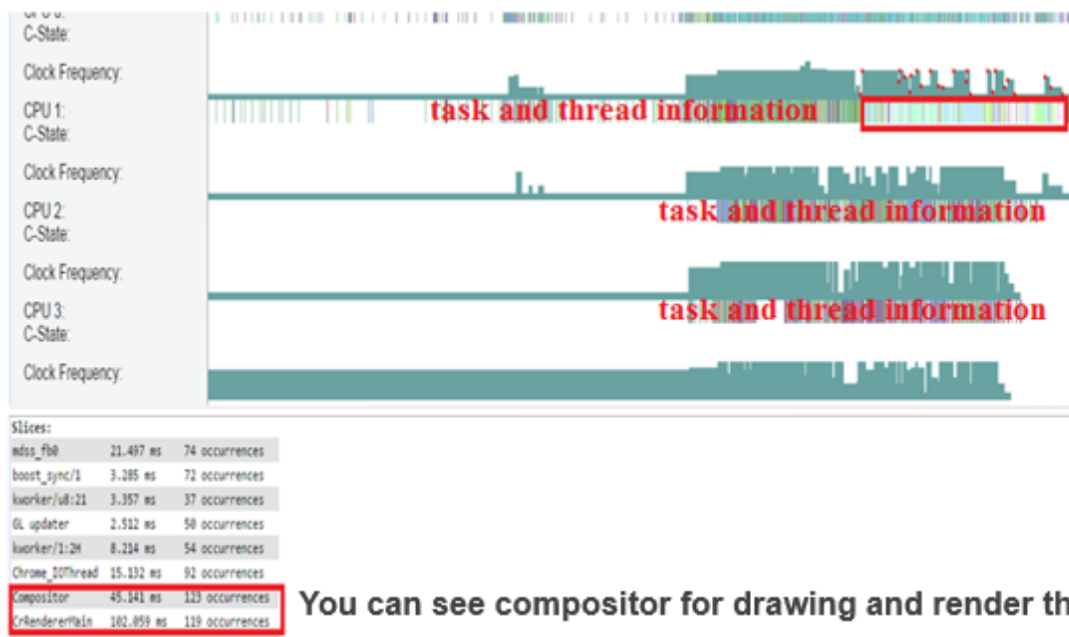 CPU 0:
C-State:
Clock Frequency:
CPU 1:
task and thread information
C-State:
Clock Frequency:
CPU 2:
task and thread information
C-State:
Clock Frequency:
CPU 3:
task and thread information
C-State:
Clock Frequency:
Slices:
mdss_fb0 21.497 ms 74 occurrences
boost_sync/1 3.285 ms 72 occurrences
kworker/u8:21 3.357 ms 37 occurrences
GL updater 2.512 ms 50 occurrences
kworker/1:2H 8.214 ms 54 occurrences
Chrome_IOThread 15.132 ms 92 occurrences
Compositor 45.141 ms 123 occurrences
CrRendererMain 102.059 ms 119 occurrences
You can see compositor for drawing and render th